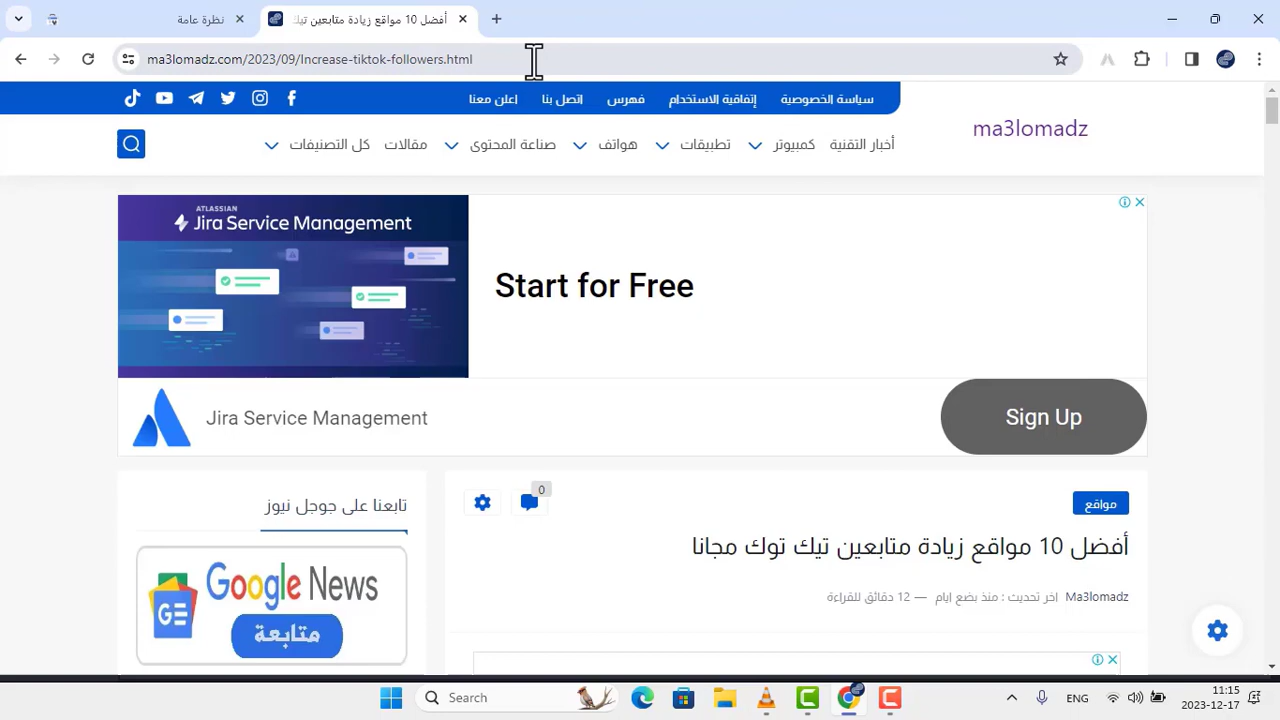 نظرة عامة
أفضل 10 مواقع زيادة متابعين تيك
ma3lomadz.com/2023/09/Increase-tiktok-followers.html
سياسة الخصوصية
إتفاقية الاستخدام
فهرس
اتصل بنا
اعلن معنا
ma3lomadz
أخبار التقنية
كمبيوتر
تطبيقات
هواتف
صناعة المحتوى
مقالات
كل التصنيفات
ATLASSIAN
Jira Service Management
Start for Free
Jira Service Management
Sign Up
تابعنا على جوجل نيوز
0
مواقع
أفضل 10 مواقع زيادة متابعين تيك توك مجانا
Ma3lomadz اخر تحديث : منذ بضع ايام — 12 دقائق للقراءة
Google News
GE
متابعة
Search
ENG
11:15
2023-12-17